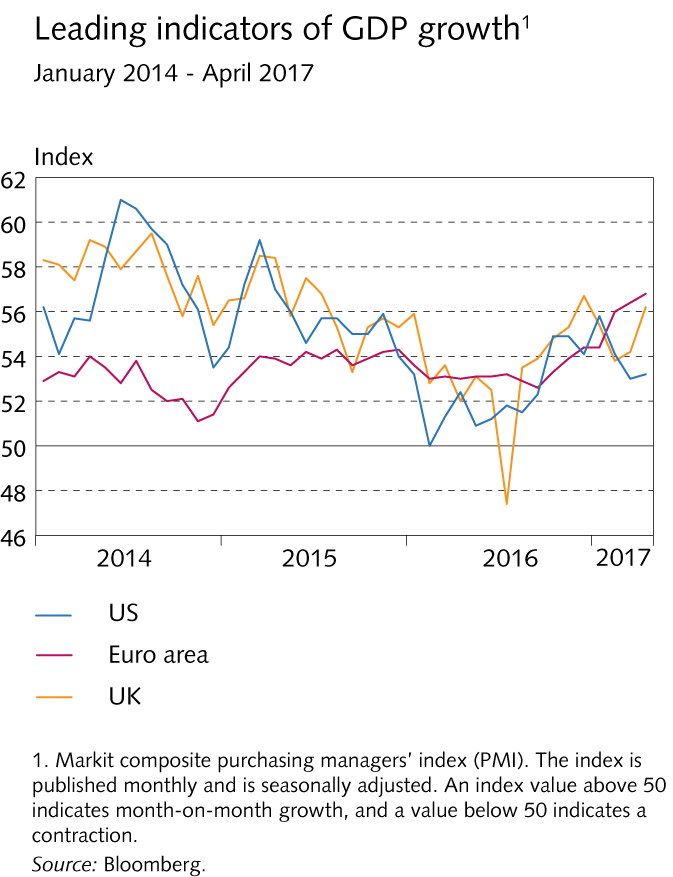 Leading indicators of GDP growth¹
January 2014 - April 2017
Index
62
60
58
56
54
52
50
48
46
2014 2015 2016 2017
US
Euro area
UK
1. Markit composite purchasing managers’ index (PMI). The index is
published monthly and is seasonally adjusted. An index value above 50
indicates month-on-month growth, and a value below 50 indicates a
contraction.
Source: Bloomberg.